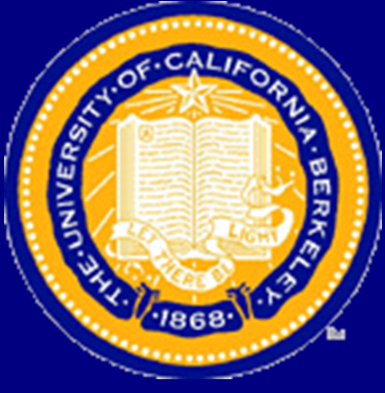 ·THE·UNIVERSITY·OF·CALIFORNIA·BERKELEY·
A
LET THERE BE LIGHT
·1868·